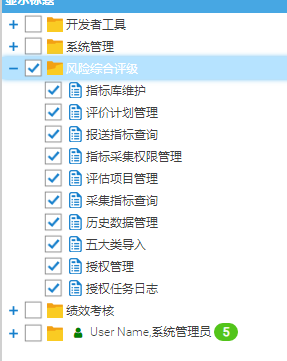 显示标题
开发者工具
系统管理
风险综合评级
指标库维护
评价计划管理
报送指标查询
指标采集权限管理
评估项目管理
采集指标查询
历史数据管理
五大类导入
授权管理
授权任务日志
绩效考核
User Name,系统管理员 5